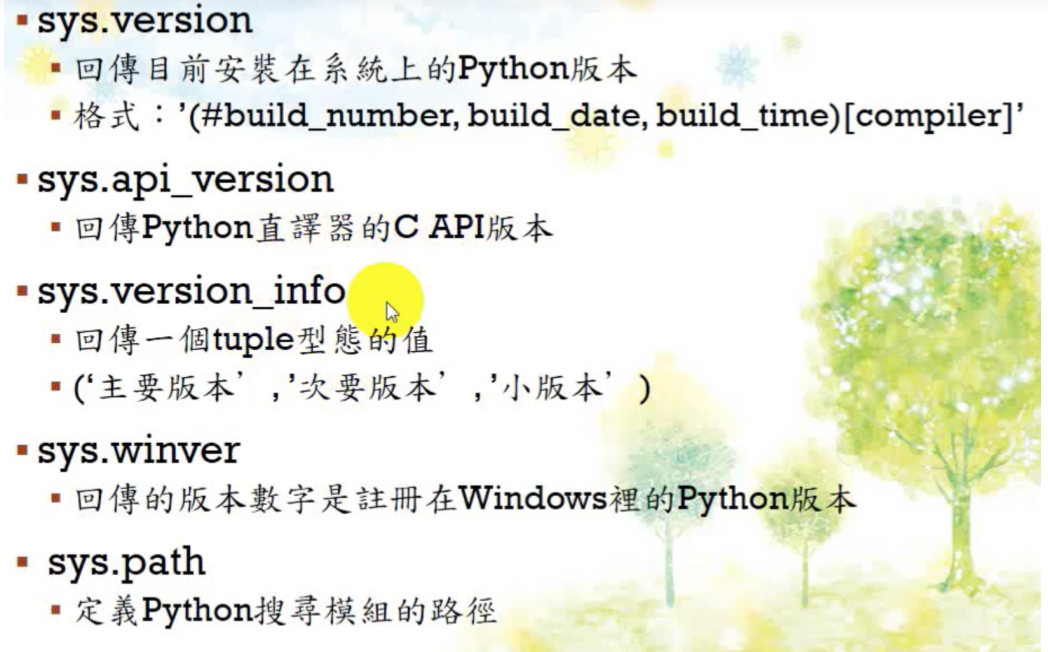 sys.version
回傳目前安裝在系統上的Python版本
格式：’(#build_number, build_date, build_time)[compiler]’
sys.api_version
回傳Python直譯器的C API版本
sys.version_info
回傳一個tuple型態的值
(‘主要版本’,’次要版本’,’小版本’)
sys.winver
回傳的版本數字是註冊在Windows裡的Python版本
sys.path
定義Python搜尋模組的路徑